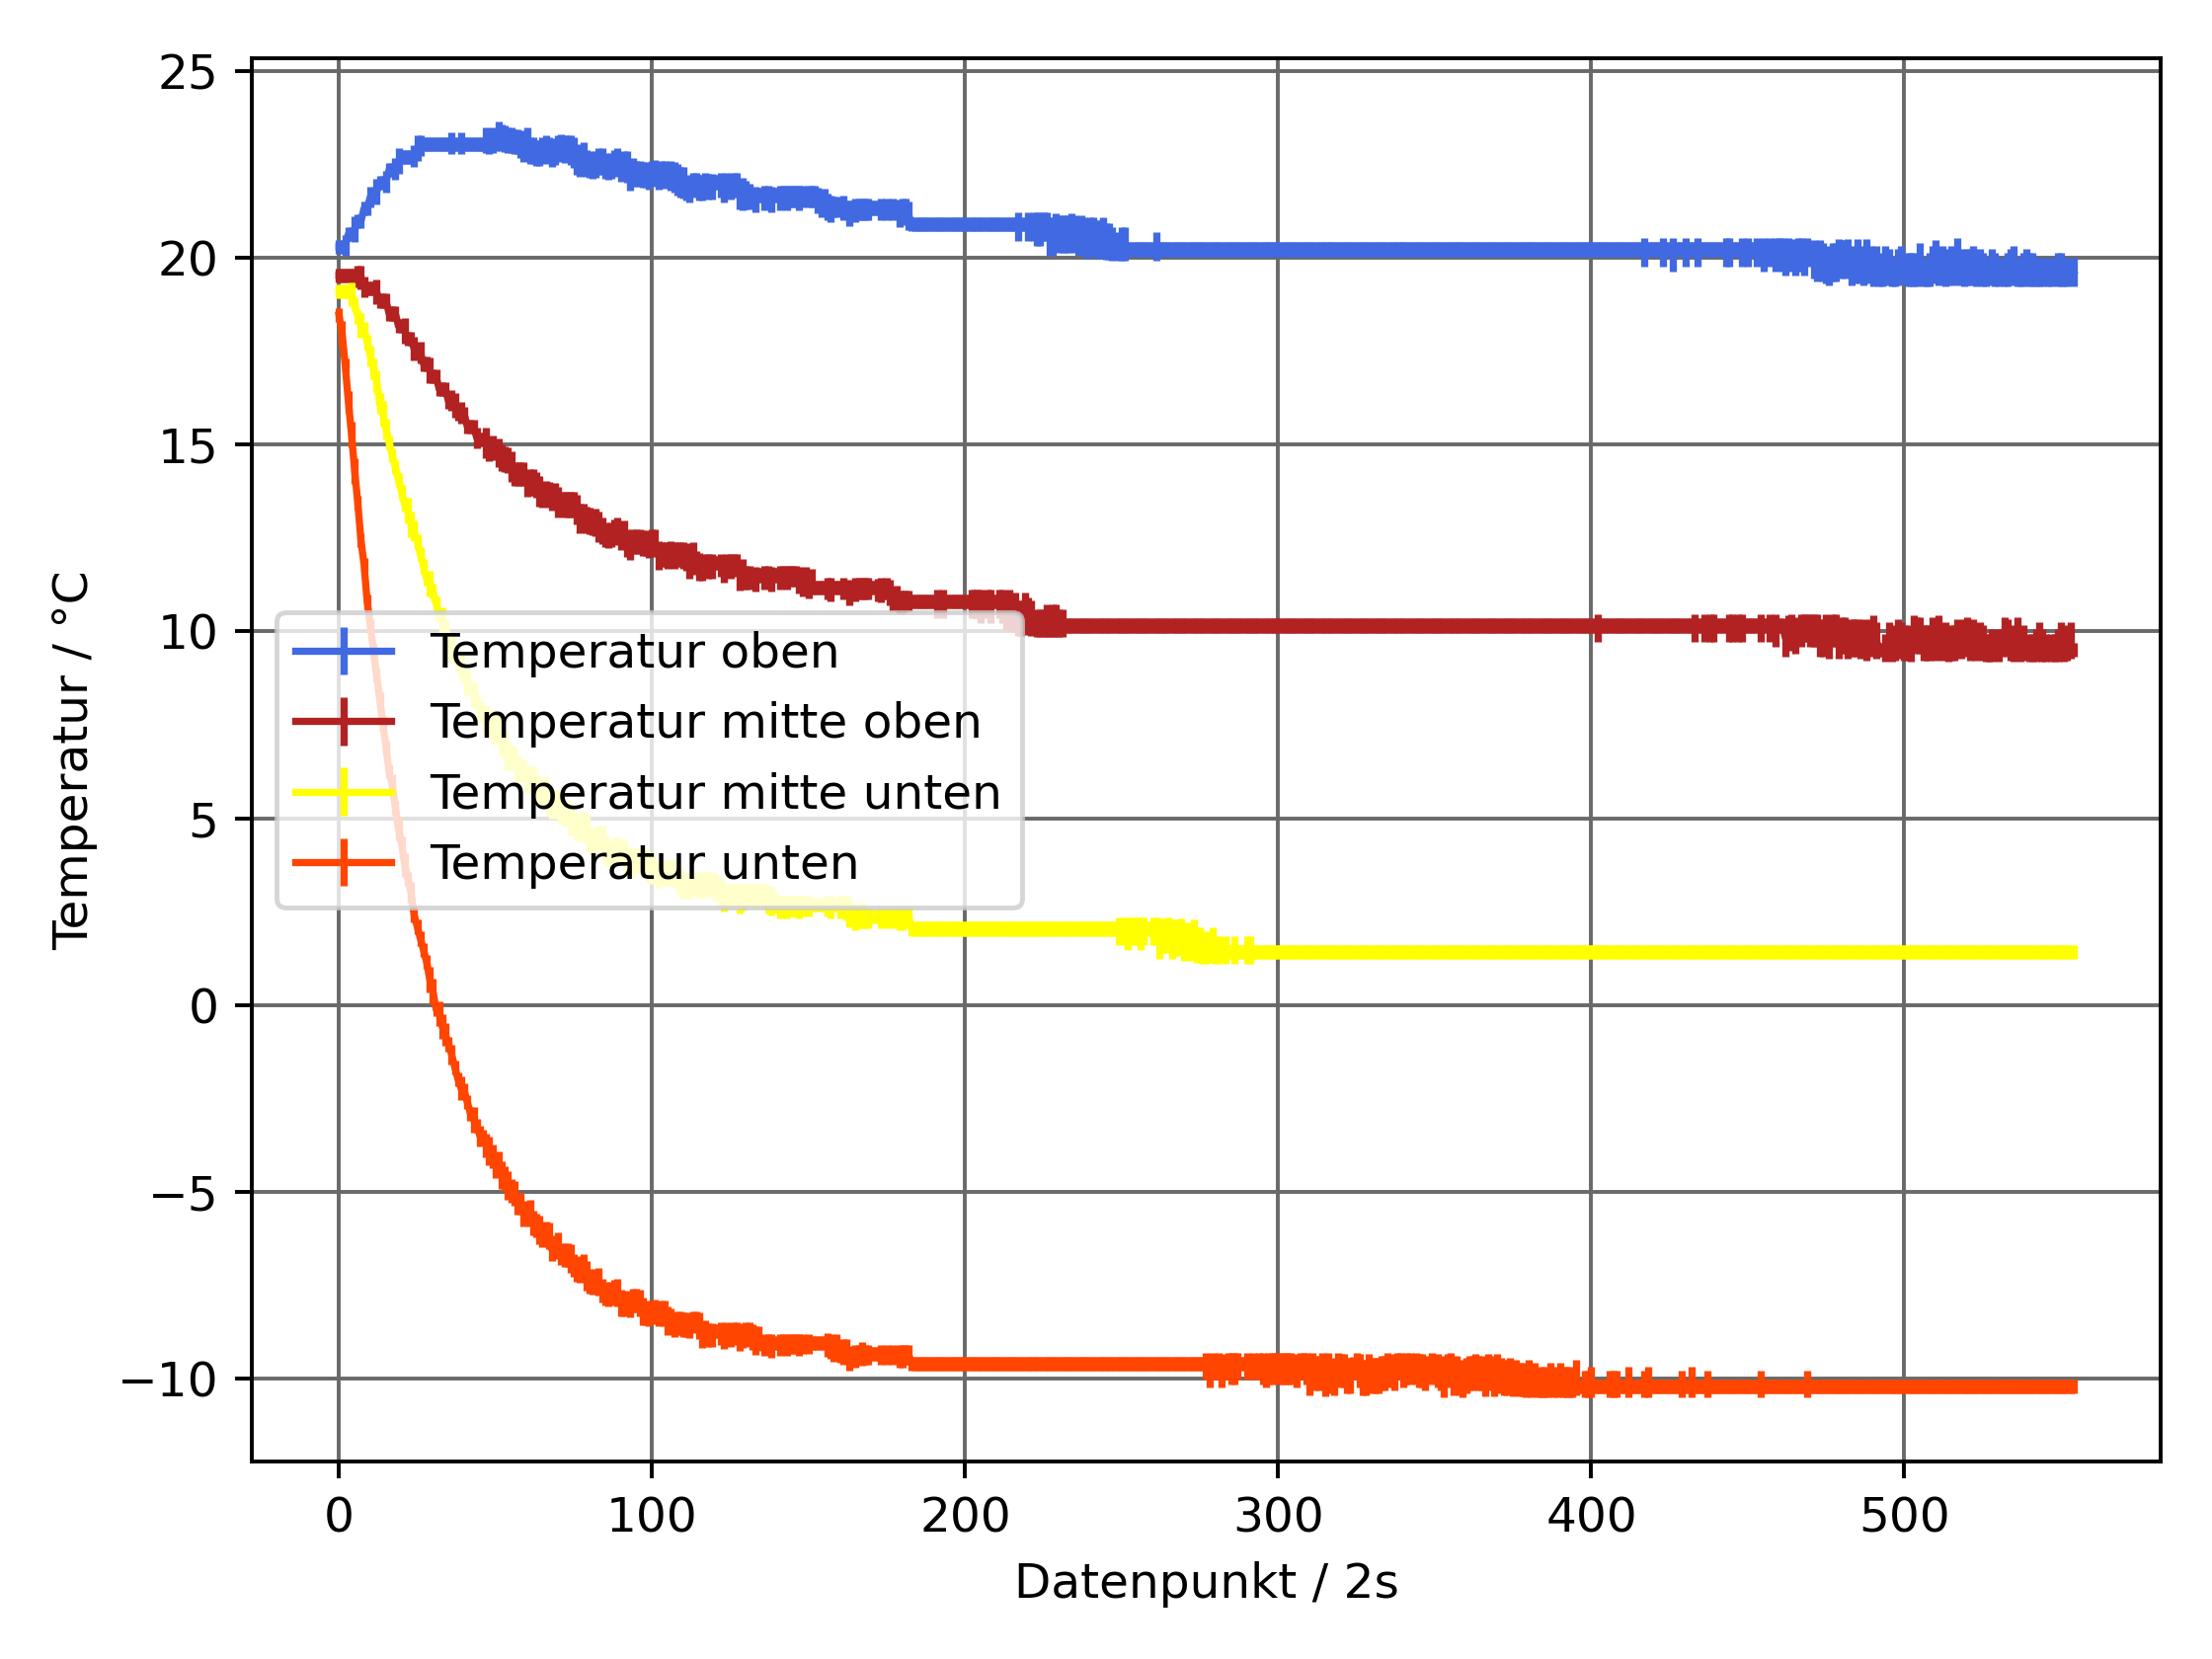 25
20
15
10
5
0
−5
−10
Temperatur / °C
Temperatur oben
Temperatur mitte oben
Temperatur mitte unten
Temperatur unten
0 100 200 300 400 500
Datenpunkt / 2s